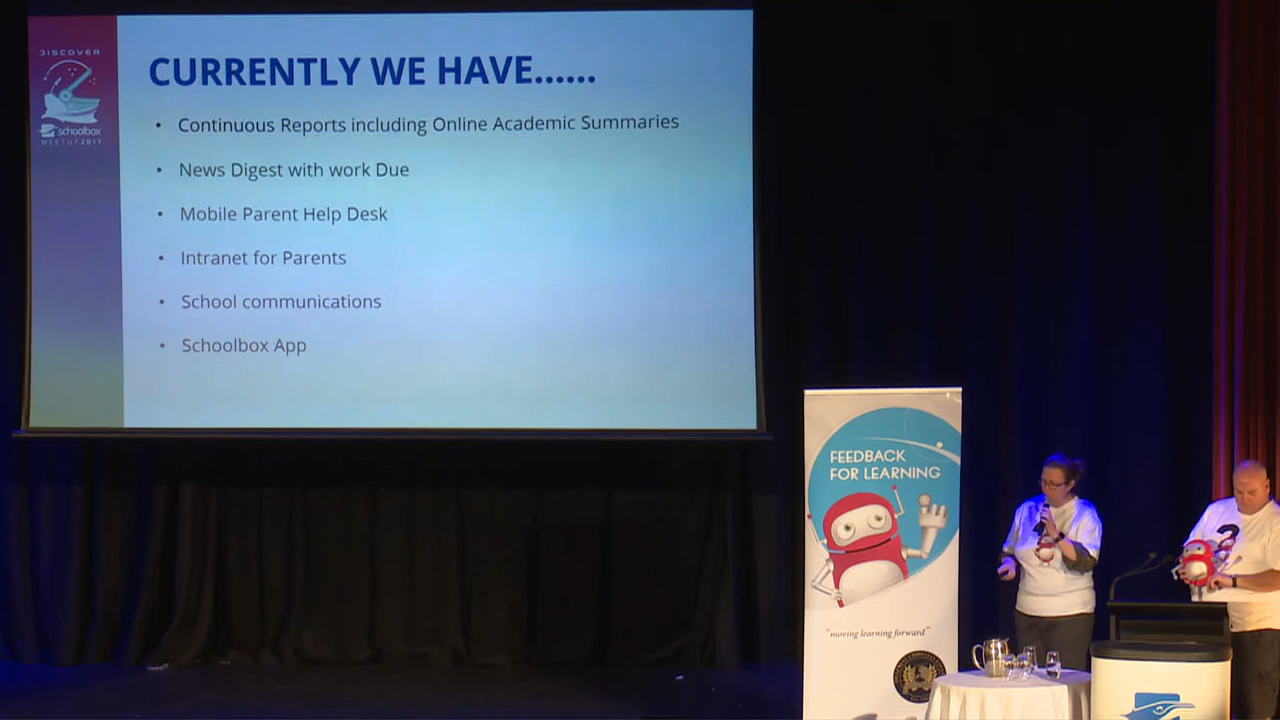 DISCOVER
schoolbox
MEETUP 2017
CURRENTLY WE HAVE......
• Continuous Reports including Online Academic Summaries
• News Digest with work Due
• Mobile Parent Help Desk
• Intranet for Parents
• School communications
• Schoolbox App
FEEDBACK
FOR LEARNING
"moving learning forward"